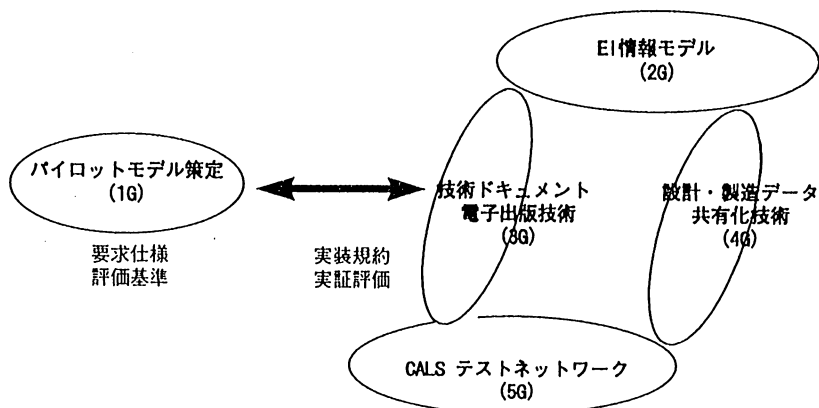 EI情報モデル
(2G)
パイロットモデル策定
(1G)
技術ドキュメント
電子出版技術
(3G)
設計・製造データ
共有化技術
(4G)
要求仕様
評価基準
実装規約
実証評価
CALS テストネットワーク
(5G)